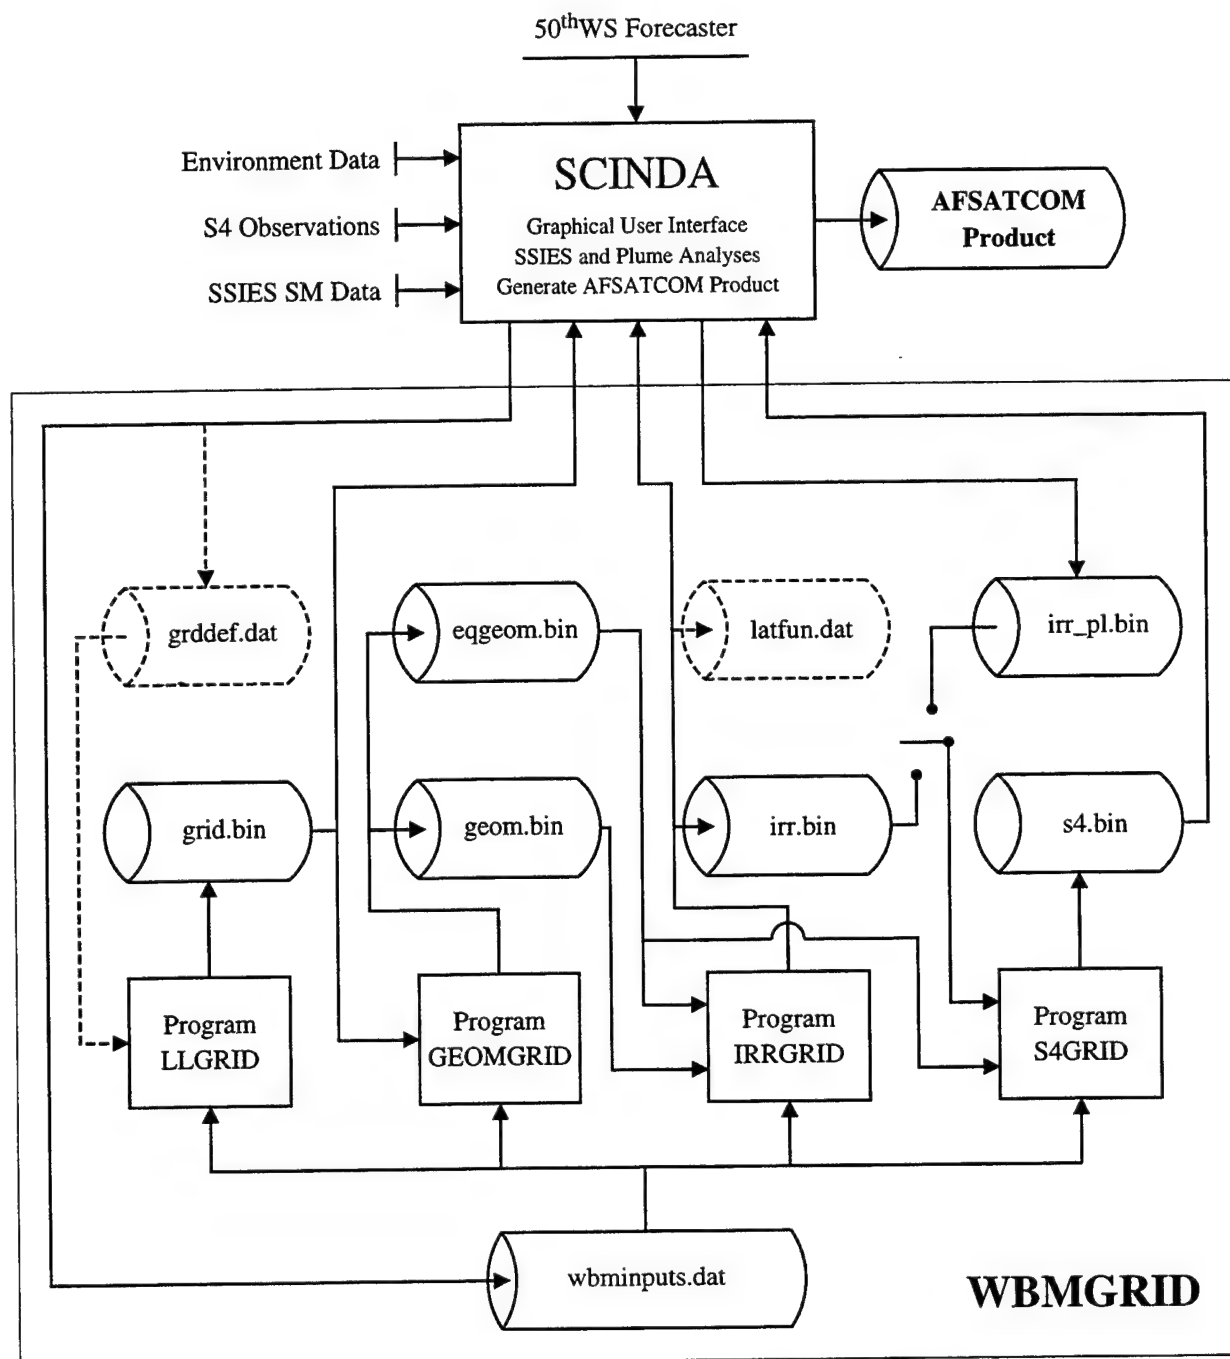 50thWS Forecaster
Environment Data
S4 Observations
SSIES SM Data
SCINDA
Graphical User Interface
SSIES and Plume Analyses
Generate AFSATCOM Product
AFSATCOM
Product
grddef.dat
eqgeom.bin
latfun.dat
irr_pl.bin
grid.bin
geom.bin
irr.bin
s4.bin
Program
LLGRID
Program
GEOMGRID
Program
IRRGRID
Program
S4GRID
wbminputs.dat
WBMGRID